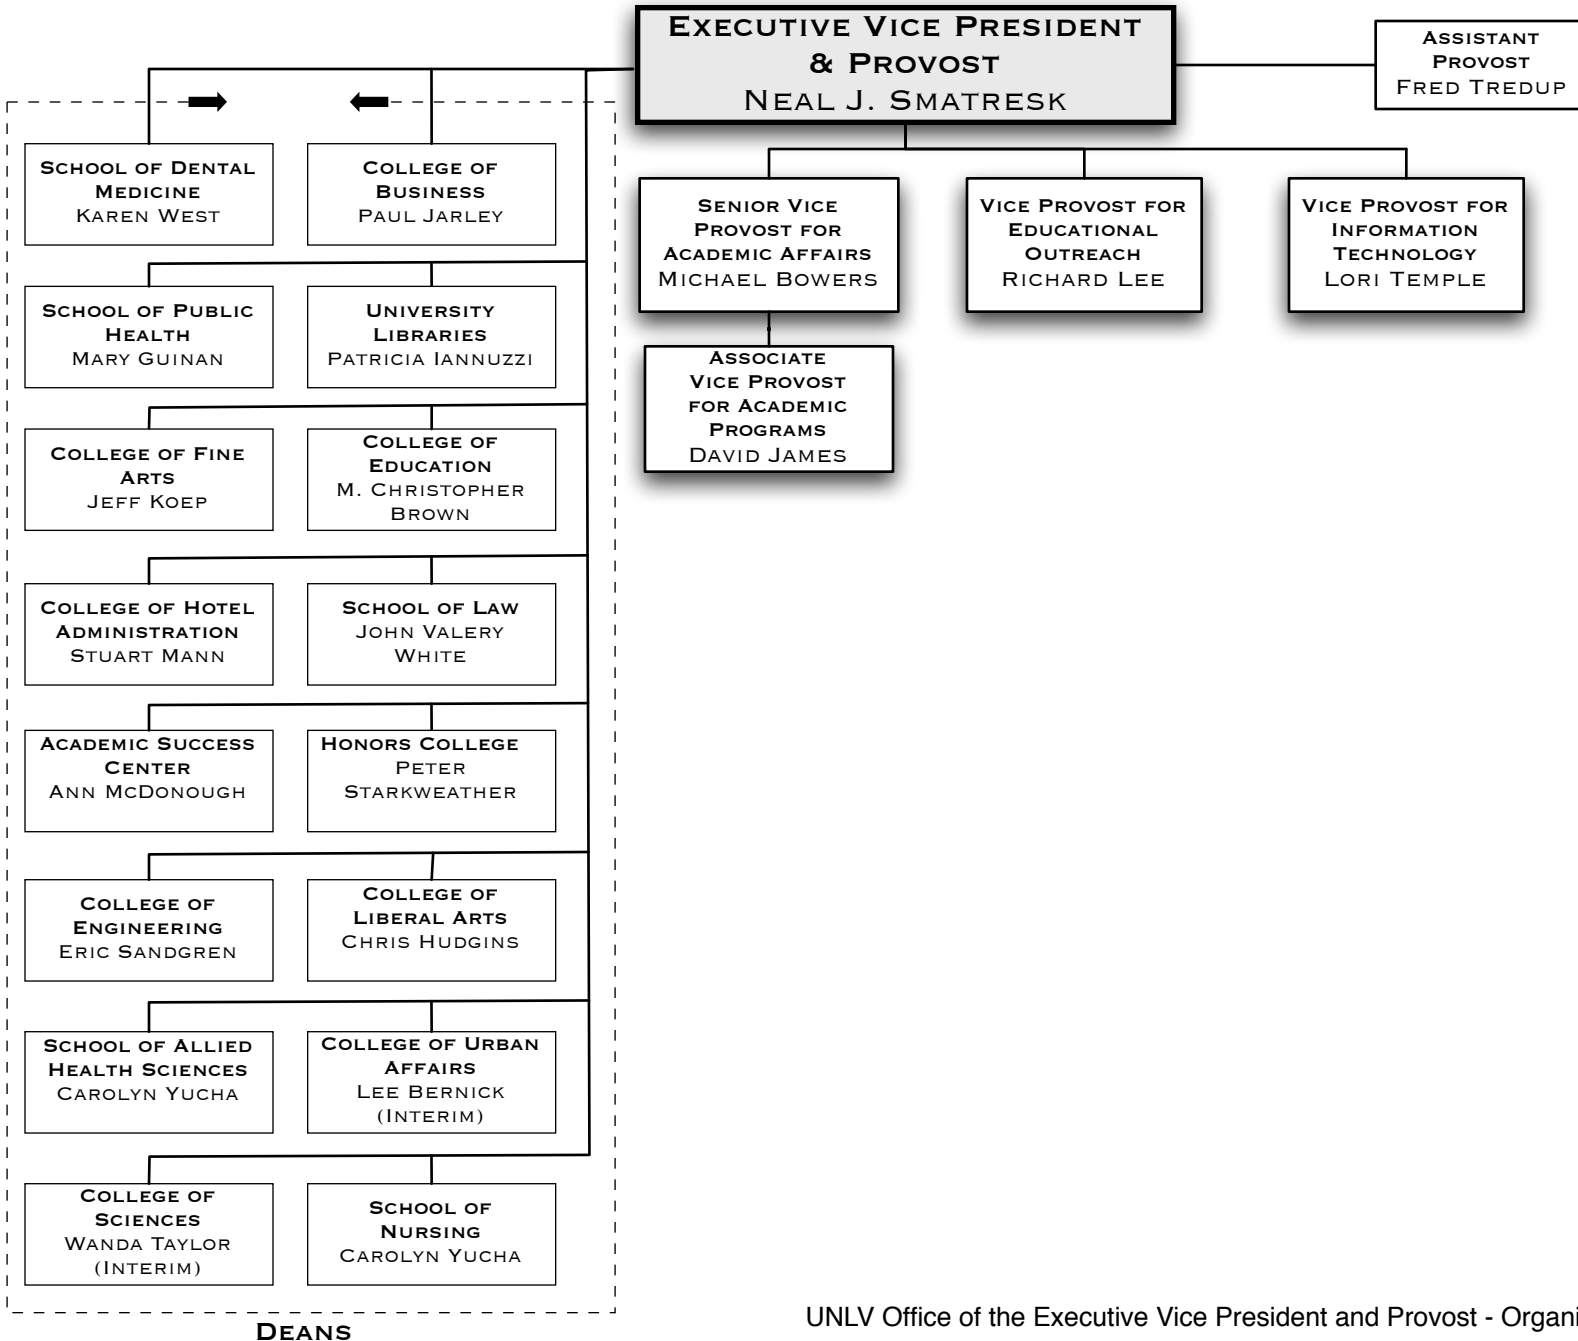 Executive Vice President
& Provost
Neal J. Smatresk
Assistant
Provost
Fred Tredup
School of Dental
Medicine
Karen West
College of
Business
Paul Jarley
Senior Vice
Provost for
Academic Affairs
Michael Bowers
Vice Provost for
Educational
Outreach
Richard Lee
Vice Provost for
Information
Technology
Lori Temple
School of Public
Health
Mary Guinan
University
Libraries
Patricia Iannuzzi
Associate
Vice Provost
for Academic
Programs
David James
College of Fine
Arts
Jeff Koep
College of
Education
M. Christopher
Brown
College of Hotel
Administration
Stuart Mann
School of Law
John Valery
White
Academic Success
Center
Ann McDonough
Honors College
Peter
Starkweather
College of
Engineering
Eric Sandgren
College of
Liberal Arts
Chris Hudgins
School of Allied
Health Sciences
Carolyn Yucha
College of Urban
Affairs
Lee Bernick
(Interim)
College of
Sciences
Wanda Taylor
(Interim)
School of
Nursing
Carolyn Yucha
Deans
UNLV Office of the Executive Vice President and Provost - Organi